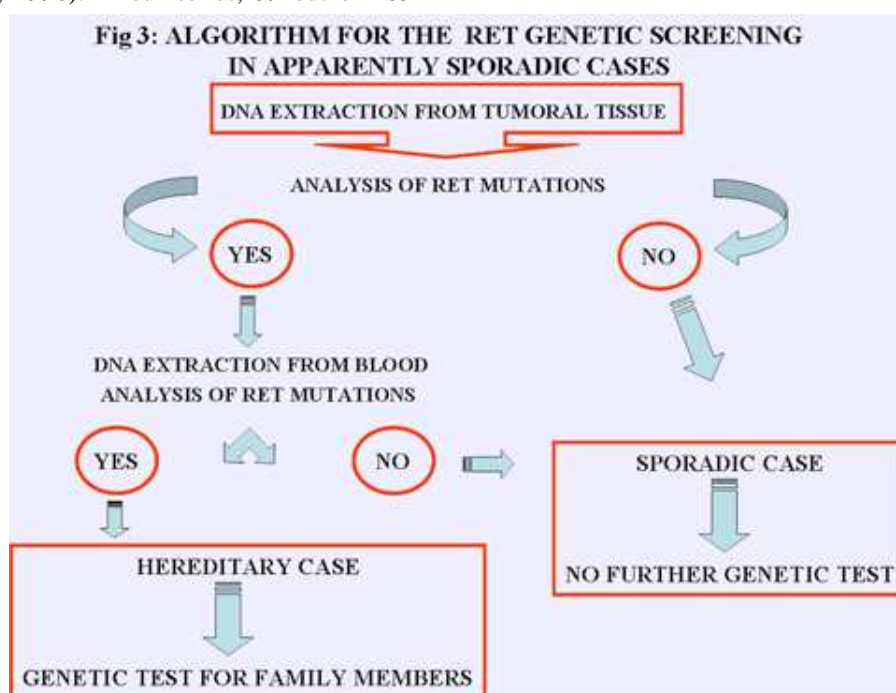 Fig 3: ALGORITHM FOR THE RET GENETIC SCREENING
IN APPARENTLY SPORADIC CASES
DNA EXTRACTION FROM TUMORAL TISSUE
ANALYSIS OF RET MUTATIONS
YES
NO
DNA EXTRACTION FROM BLOOD
ANALYSIS OF RET MUTATIONS
YES
NO
SPORADIC CASE
NO FURTHER GENETIC TEST
HEREDITARY CASE
GENETIC TEST FOR FAMILY MEMBERS